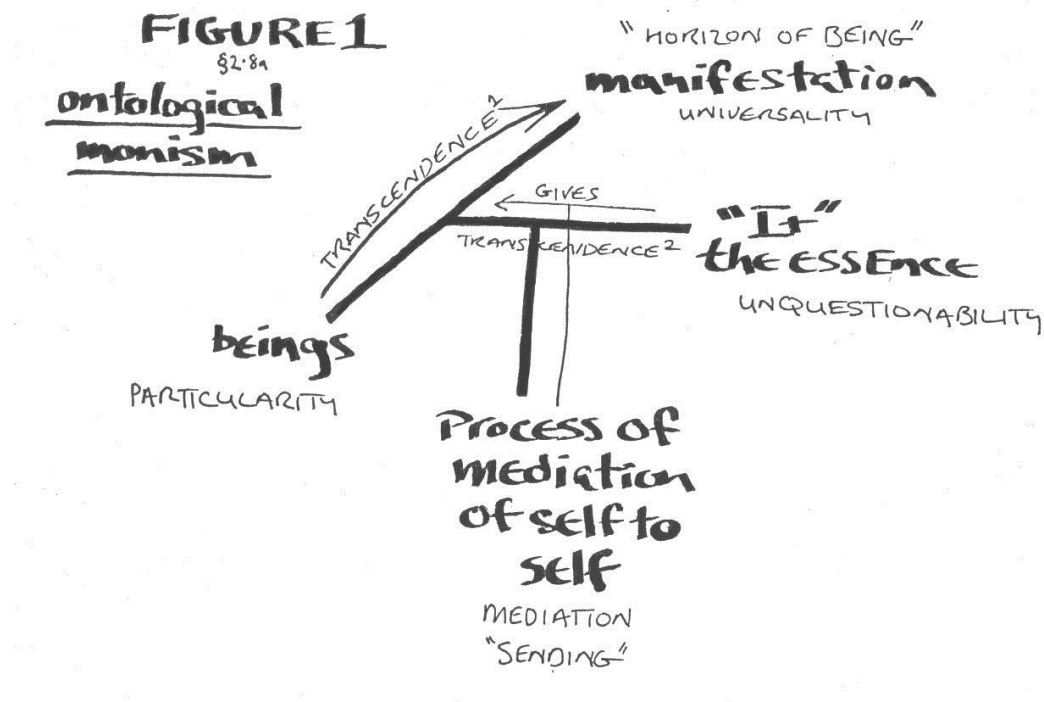 FIGURE 1
§2.8a
ontological
monism
"HORIZON OF BEING"
manifestation
UNIVERSALITY
TRANSCENDENCE¹
GIVES
TRANSCENDENCE²
"It"
the essence
UNQUESTIONABILITY
beings
PARTICULARITY
Process of
mediation
of self to
self
MEDIATION
"SENDING"